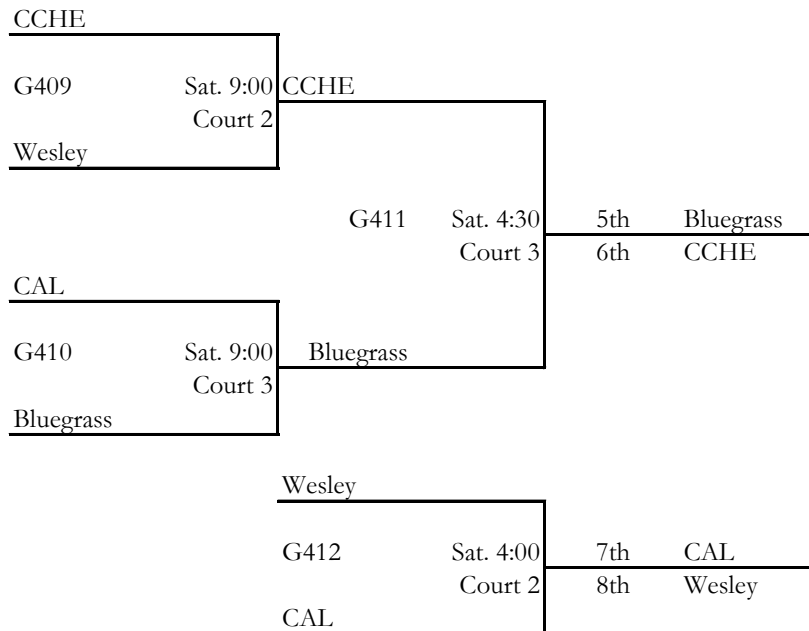 CCHE
G409 Sat. 9:00 CCHE
Court 2
Wesley
G411 Sat. 4:30 5th Bluegrass
Court 3 6th CCHE
CAL
G410 Sat. 9:00 Bluegrass
Court 3
Bluegrass
Wesley
G412 Sat. 4:00 7th CAL
Court 2 8th Wesley
CAL